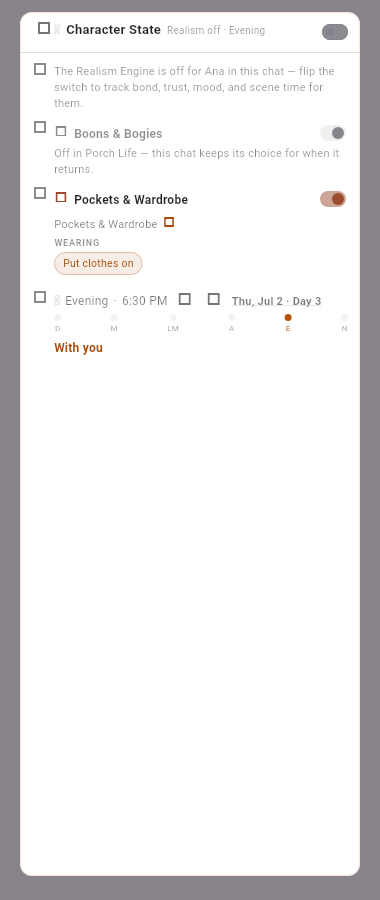 Character State Realism off · Evening
The Realism Engine is off for Ana in this chat — flip the
switch to track bond, trust, mood, and scene time for
them.
Boons & Bogies
Off in Porch Life — this chat keeps its choice for when it
returns.
Pockets & Wardrobe
Pockets & Wardrobe
WEARING
Put clothes on
Evening · 6:30 PM Thu, Jul 2 · Day 3
D M LM A E N
With you